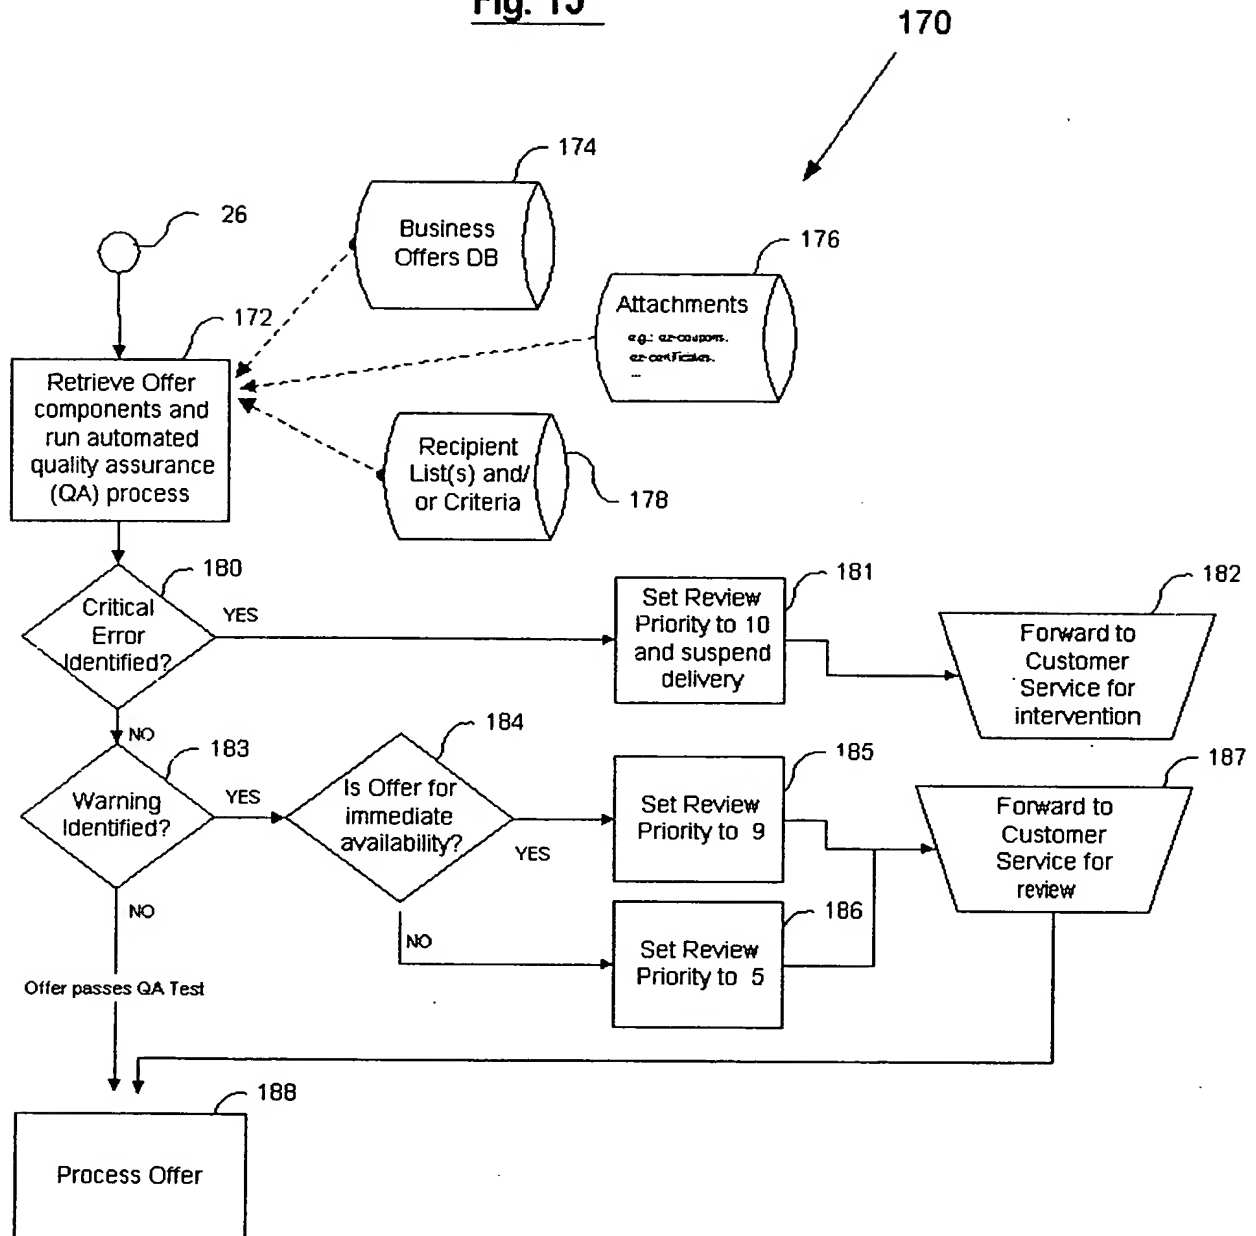 Fig. 15
170
174
Business
Offers DB
26
176
Attachments
e.g.: ez-coupons.
ez-certificates.
...
172
Retrieve Offer
components and
run automated
quality assurance
(QA) process
Recipient
List(s) and/
or Criteria
178
180
Critical
Error
Identified?
YES
181
Set Review
Priority to 10
and suspend
delivery
182
Forward to
Customer
Service for
intervention
NO
183
Warning
Identified?
YES
184
Is Offer for
immediate
availability?
YES
185
Set Review
Priority to 9
187
Forward to
Customer
Service for
review
NO
NO
186
Set Review
Priority to 5
Offer passes QA Test
188
Process Offer